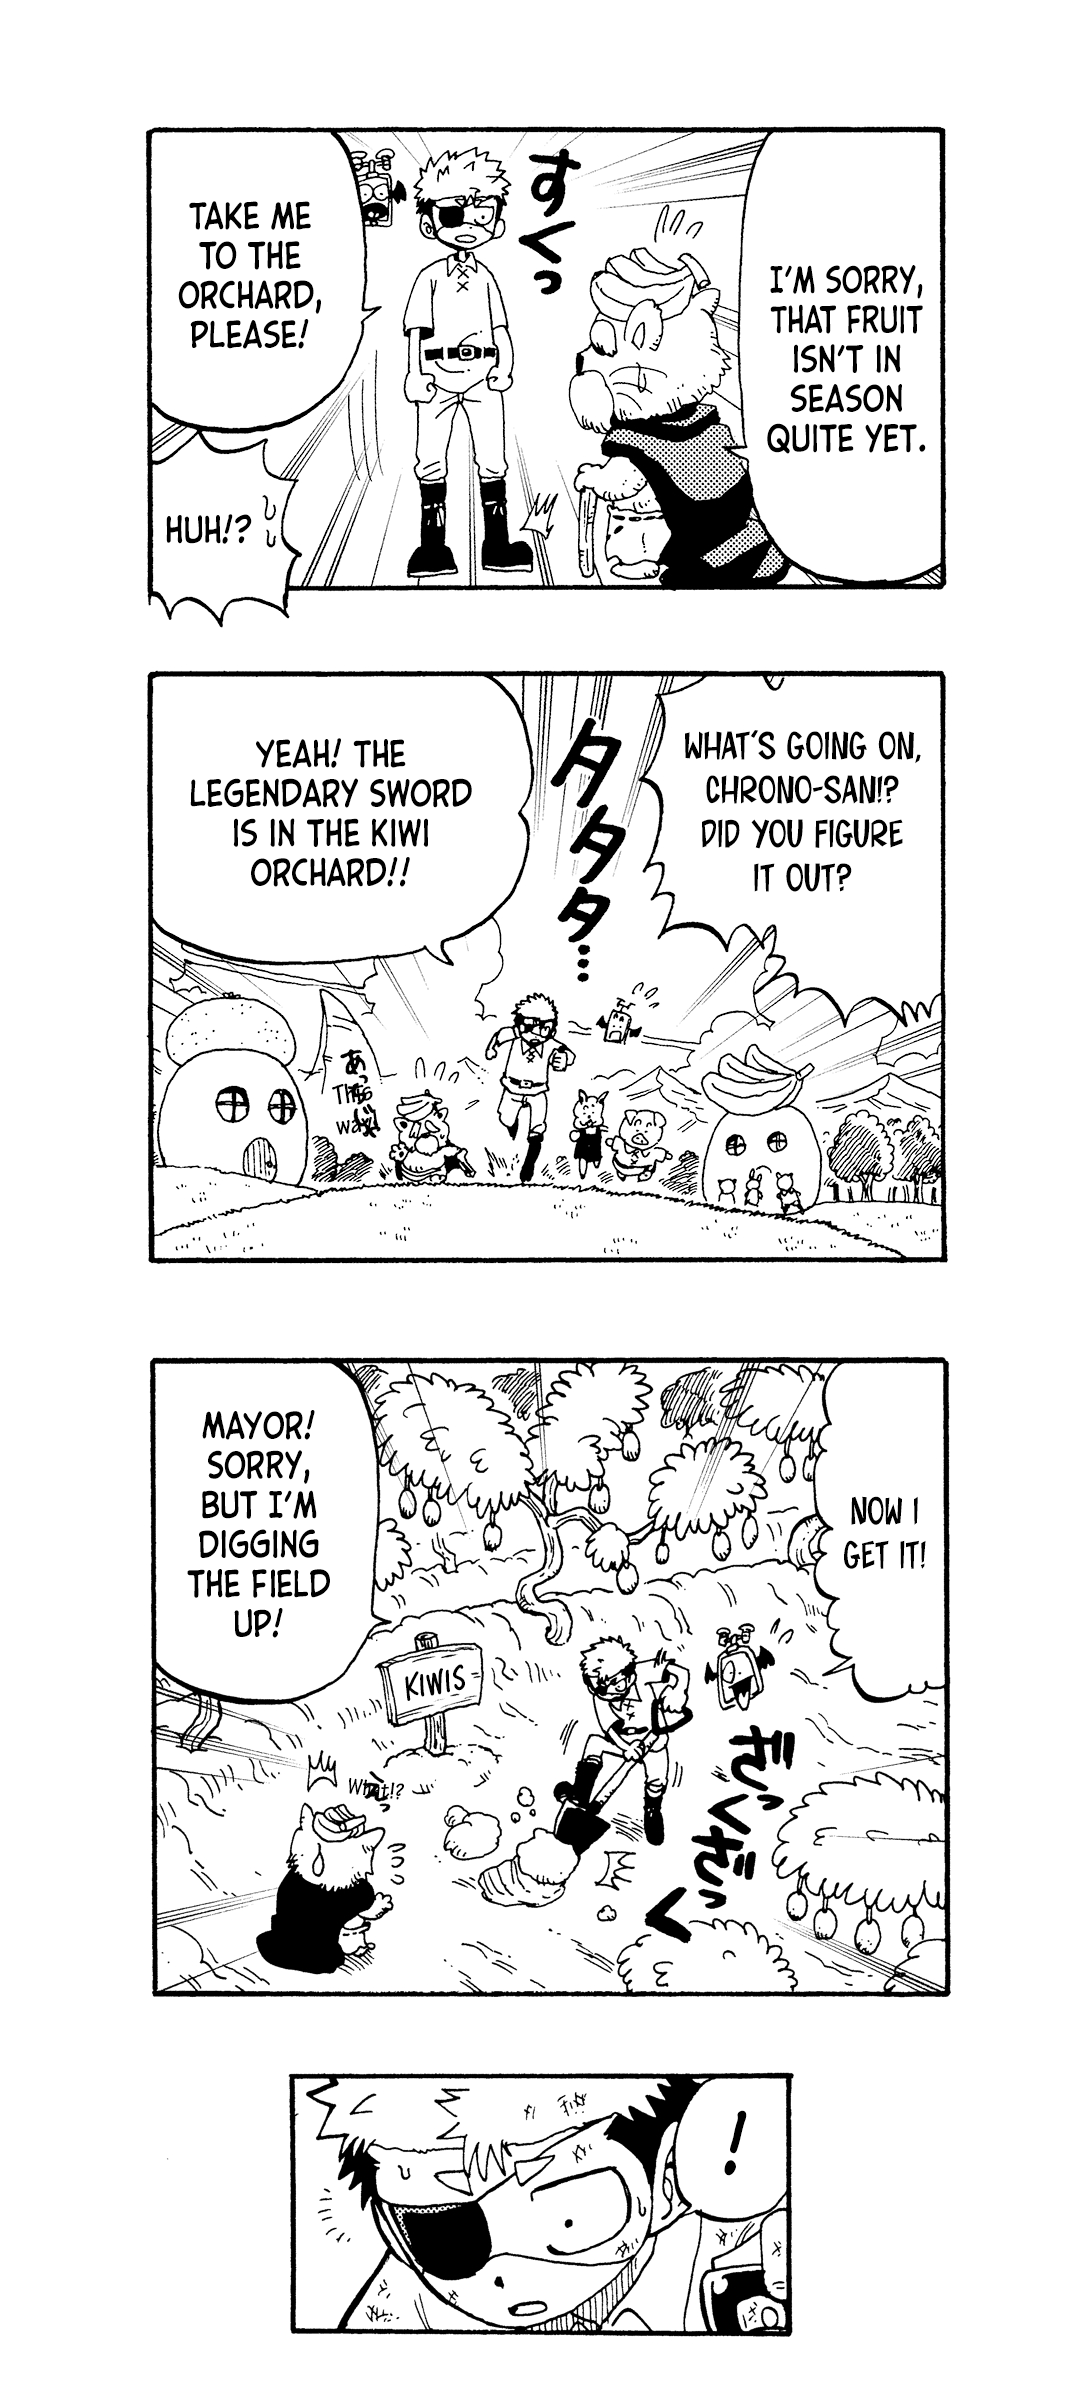 I'M SORRY,
THAT FRUIT
ISN'T IN
SEASON
QUITE YET.
すくっ
TAKE ME
TO THE
ORCHARD,
PLEASE!
HUH!?
WHAT'S GOING ON,
CHRONO-SAN!?
DID YOU FIGURE
IT OUT?
タタタ…
YEAH! THE
LEGENDARY SWORD
IS IN THE KIWI
ORCHARD!!
NOW I
GET IT!
MAYOR!
SORRY,
BUT I'M
DIGGING
THE FIELD
UP!
KIWIS
What!?
ざっくざっく
!